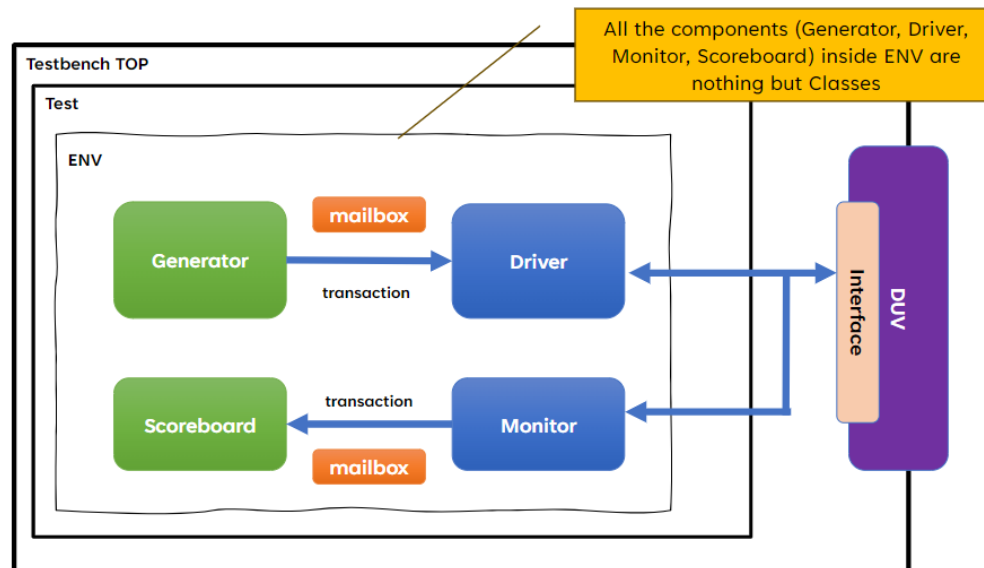 All the components (Generator, Driver,
Monitor, Scoreboard) inside ENV are
nothing but Classes
Testbench TOP
Test
ENV
mailbox
Generator
Driver
transaction
Interface
DUV
transaction
Scoreboard
Monitor
mailbox